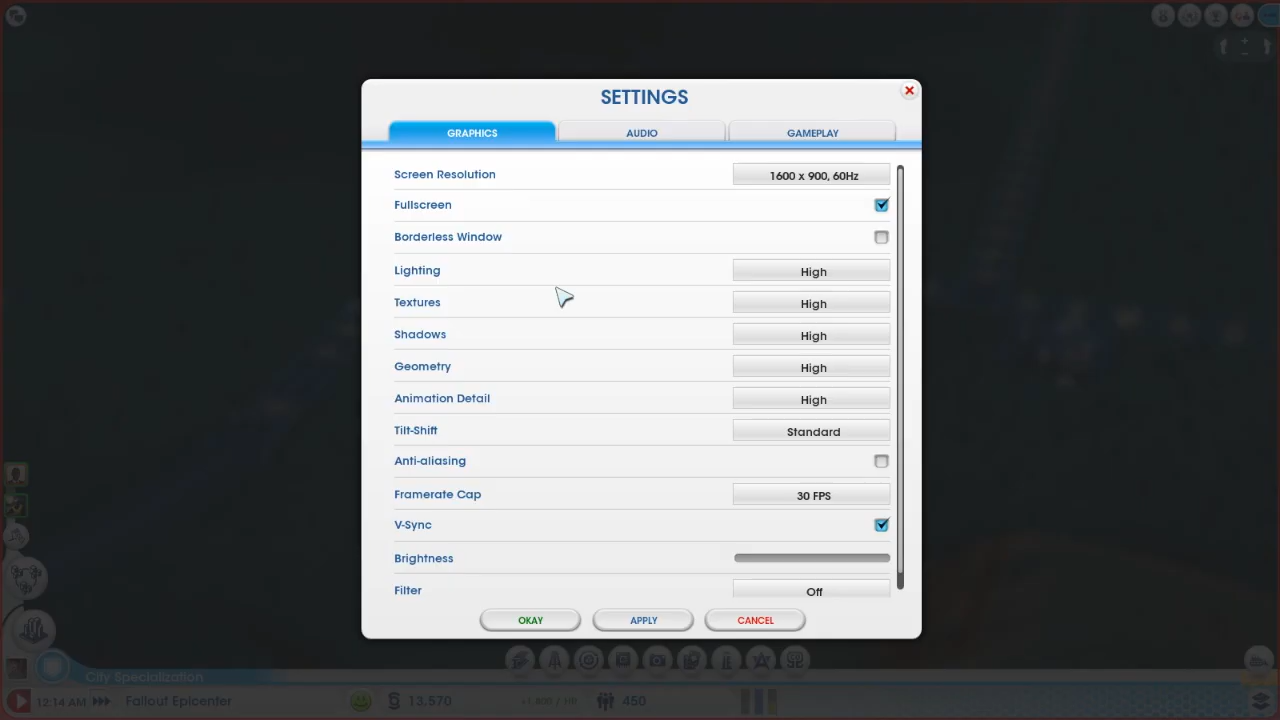 SETTINGS
GRAPHICS AUDIO GAMEPLAY
Screen Resolution 1600 x 900, 60Hz
Fullscreen
Borderless Window
Lighting High
Textures High
Shadows High
Geometry High
Animation Detail High
Tilt-Shift Standard
Anti-aliasing
Framerate Cap 30 FPS
V-Sync
Brightness
Filter Off
OKAY APPLY CANCEL
City Specialization
12:14 AM Fallout Epicenter 13,570 450